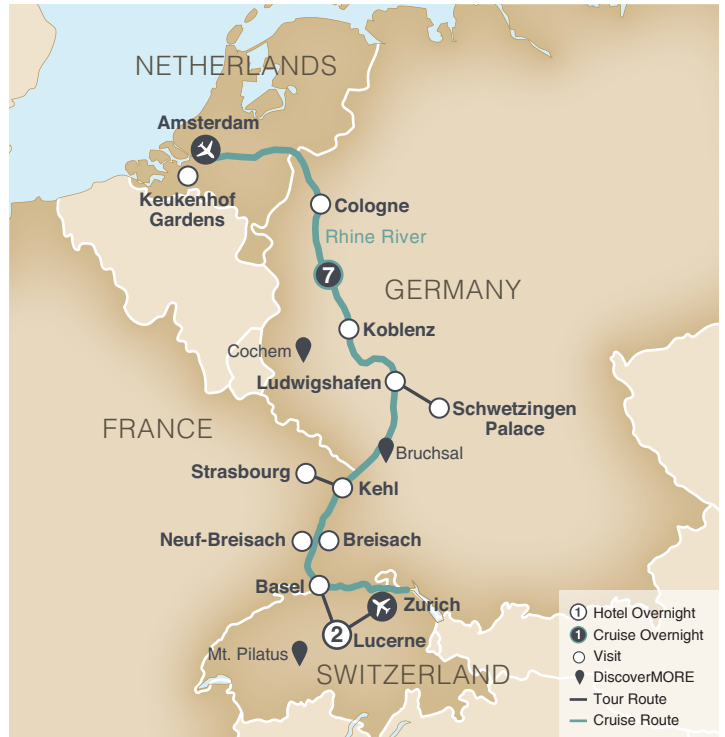 NETHERLANDS
Amsterdam
Keukenhof
Gardens
Cologne
Rhine River
7
GERMANY
Koblenz
Cochem
Ludwigshafen
Schwetzingen
Palace
FRANCE
Bruchsal
Strasbourg
Kehl
Neuf-Breisach
Breisach
Basel
Zurich
2
Lucerne
Mt. Pilatus
SWITZERLAND
1 Hotel Overnight
1 Cruise Overnight
Visit
DiscoverMORE
Tour Route
Cruise Route